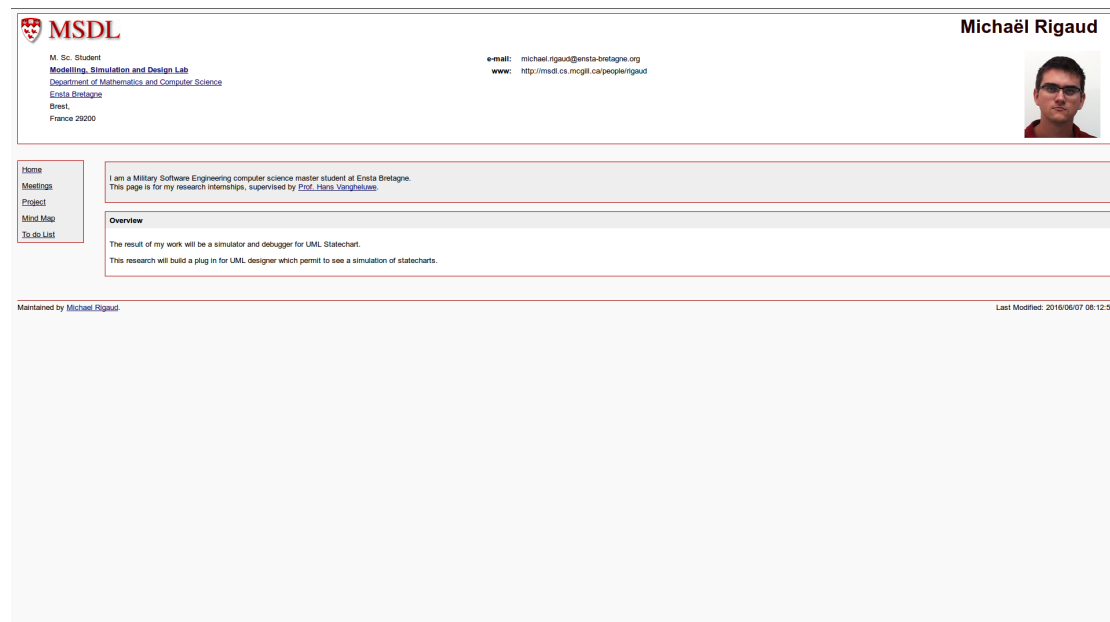 MSDL
Michaël Rigaud
M. Sc. Student
Modelling, Simulation and Design Lab
Department of Mathematics and Computer Science
Ensta Bretagne
Brest,
France 29200
e-mail: michael.rigaud@ensta-bretagne.org
www: http://msdl.cs.mcgill.ca/people/rigaud
Home
Meetings
Project
Mind Map
To do List
I am a Military Software Engineering computer science master student at Ensta Bretagne.
This page is for my research internships, supervised by Prof. Hans Vangheluwe.
Overview
The result of my work will be a simulator and debugger for UML Statechart.
This research will build a plug in for UML designer which permit to see a simulation of statecharts.
Maintained by Michael Rigaud.
Last Modified: 2016/06/07 08:12:5